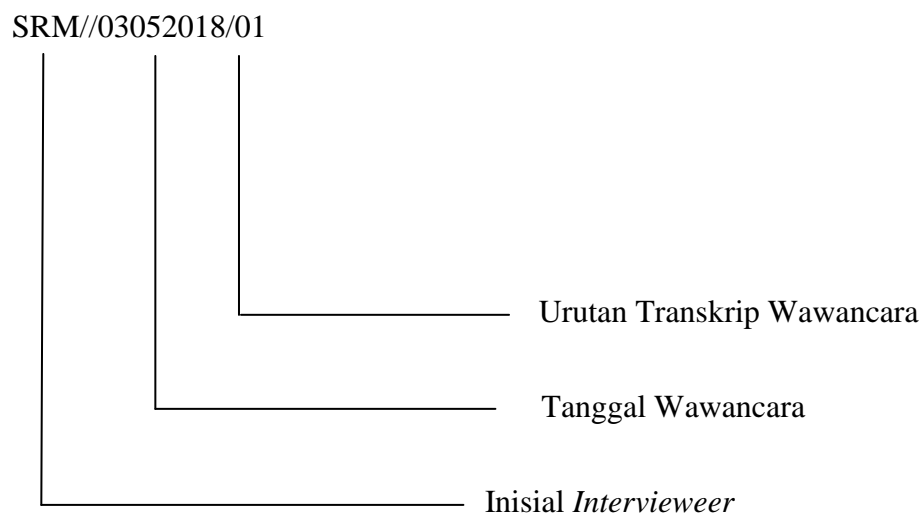 SRM//03052018/01
Urutan Transkrip Wawancara
Tanggal Wawancara
Inisial Intervieweer